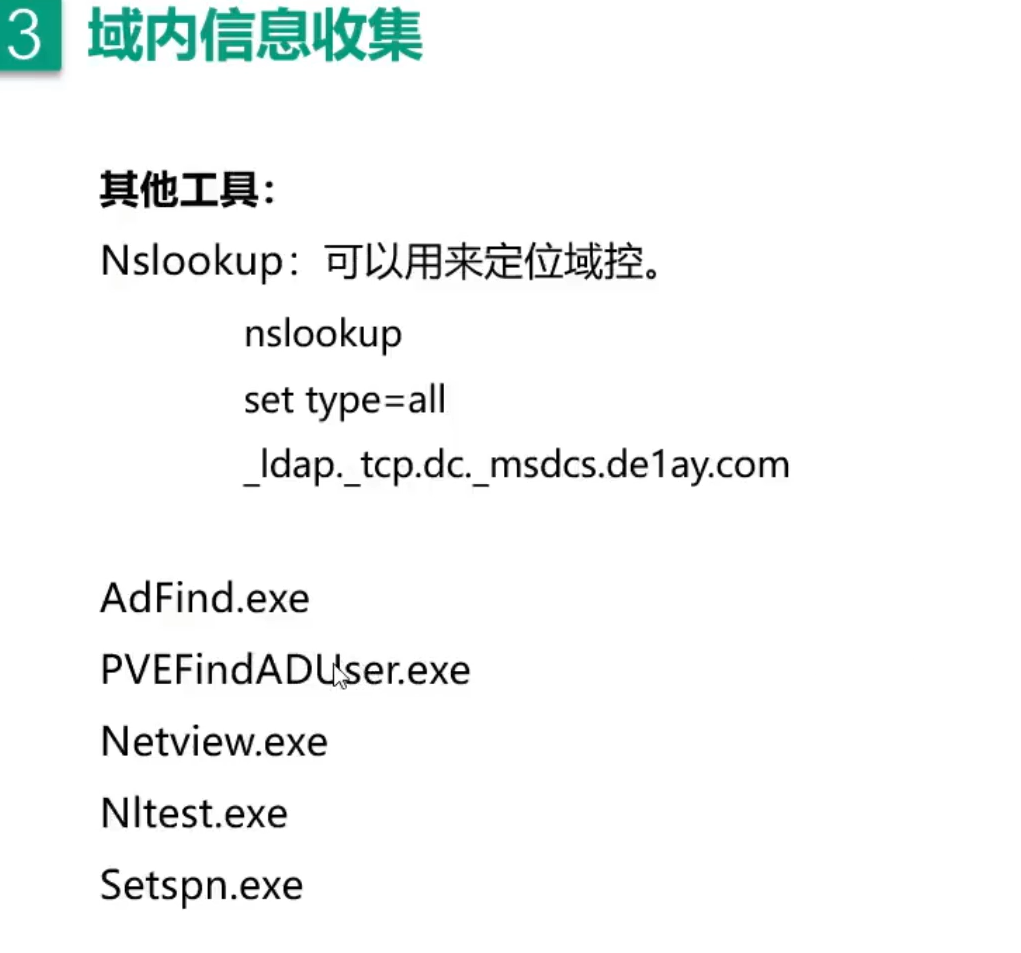 3 域内信息收集
其他工具：
Nslookup：可以用来定位域控。
nslookup
set type=all
_ldap._tcp.dc._msdcs.de1ay.com
AdFind.exe
PVEFindADUser.exe
Netview.exe
Nltest.exe
Setspn.exe